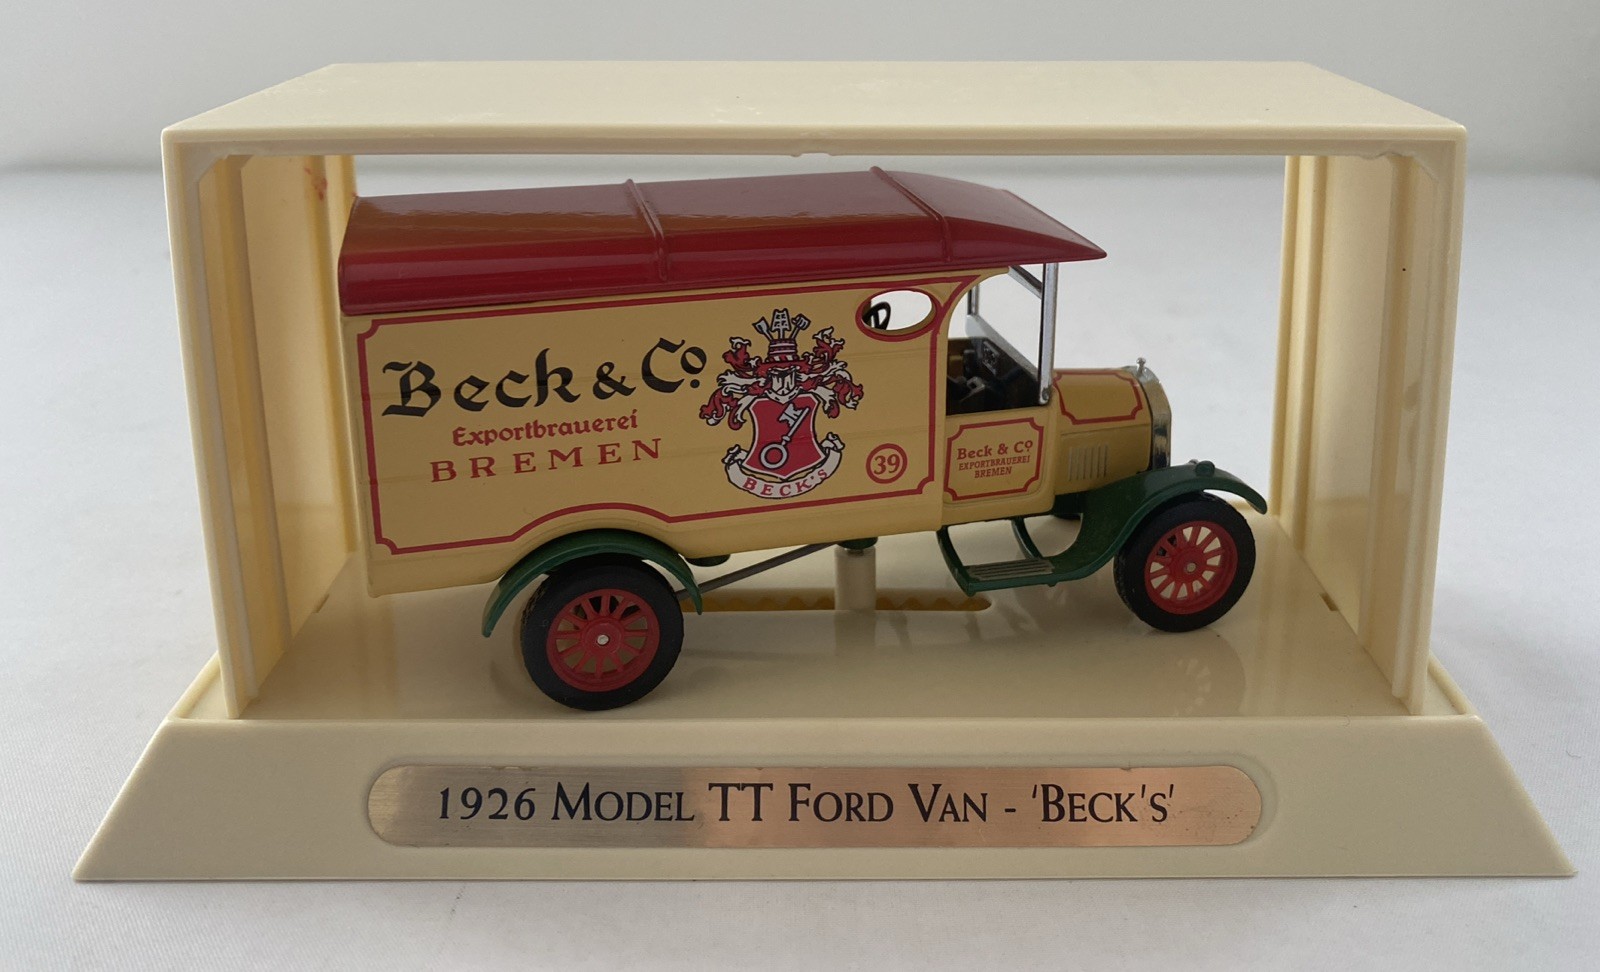 Beck & Co
Exportbrauerei
BREMEN
BECK'S
39
Beck & Co
EXPORTBRAUEREI
BREMEN
1926 MODEL TT FORD VAN - 'BECK'S'